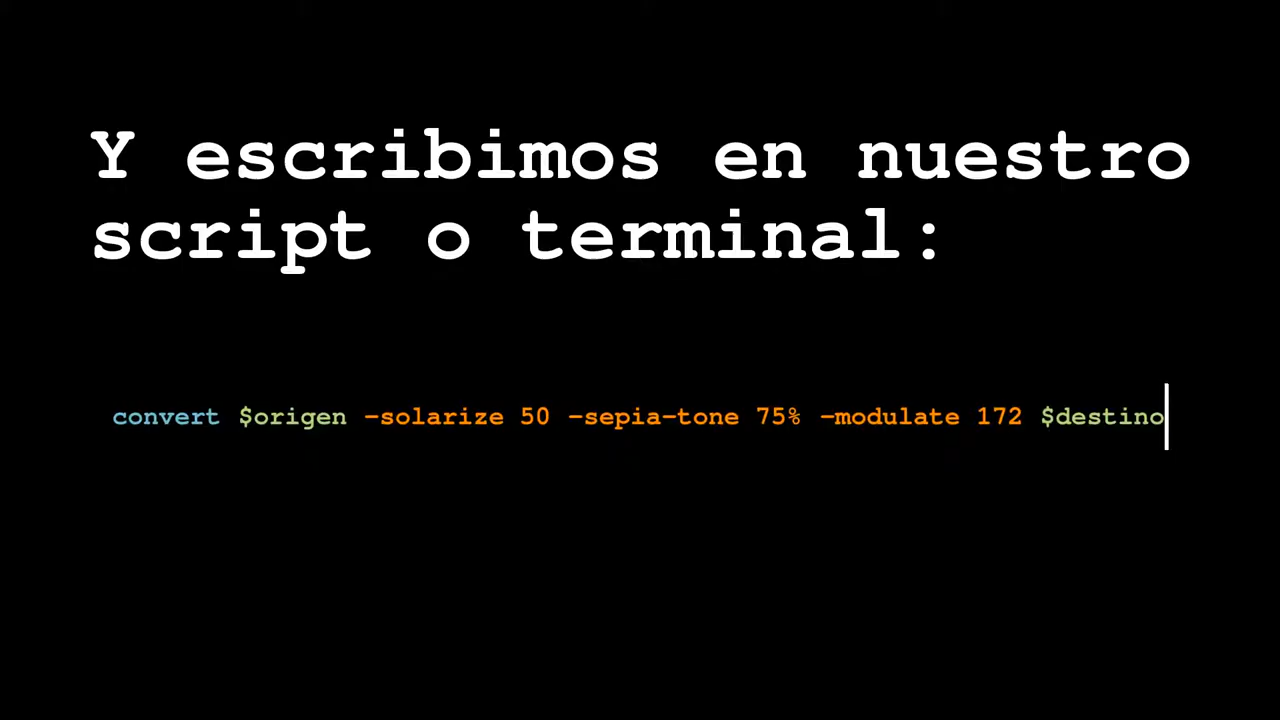 Y escribimos en nuestro
script o terminal:
convert $origen -solarize 50 -sepia-tone 75% -modulate 172 $destino